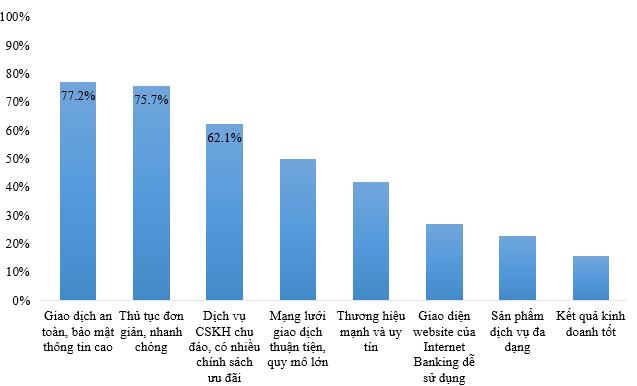 100%
90%
80%
70%
60%
50%
40%
30%
20%
10%
0%
77.2%
75.7%
62.1%
Giao dịch an
toàn, bảo mật
thông tin cao
Thủ tục đơn
giản, nhanh
chóng
Dịch vụ
CSKH chu
đáo, có nhiều
chính sách
ưu đãi
Mạng lưới
giao dịch
thuận tiện,
quy mô lớn
Thương hiệu
mạnh và uy
tín
Giao diện
website của
Internet
Banking dễ
sử dụng
Sản phẩm
dịch vụ đa
dạng
Kết quả kinh
doanh tốt